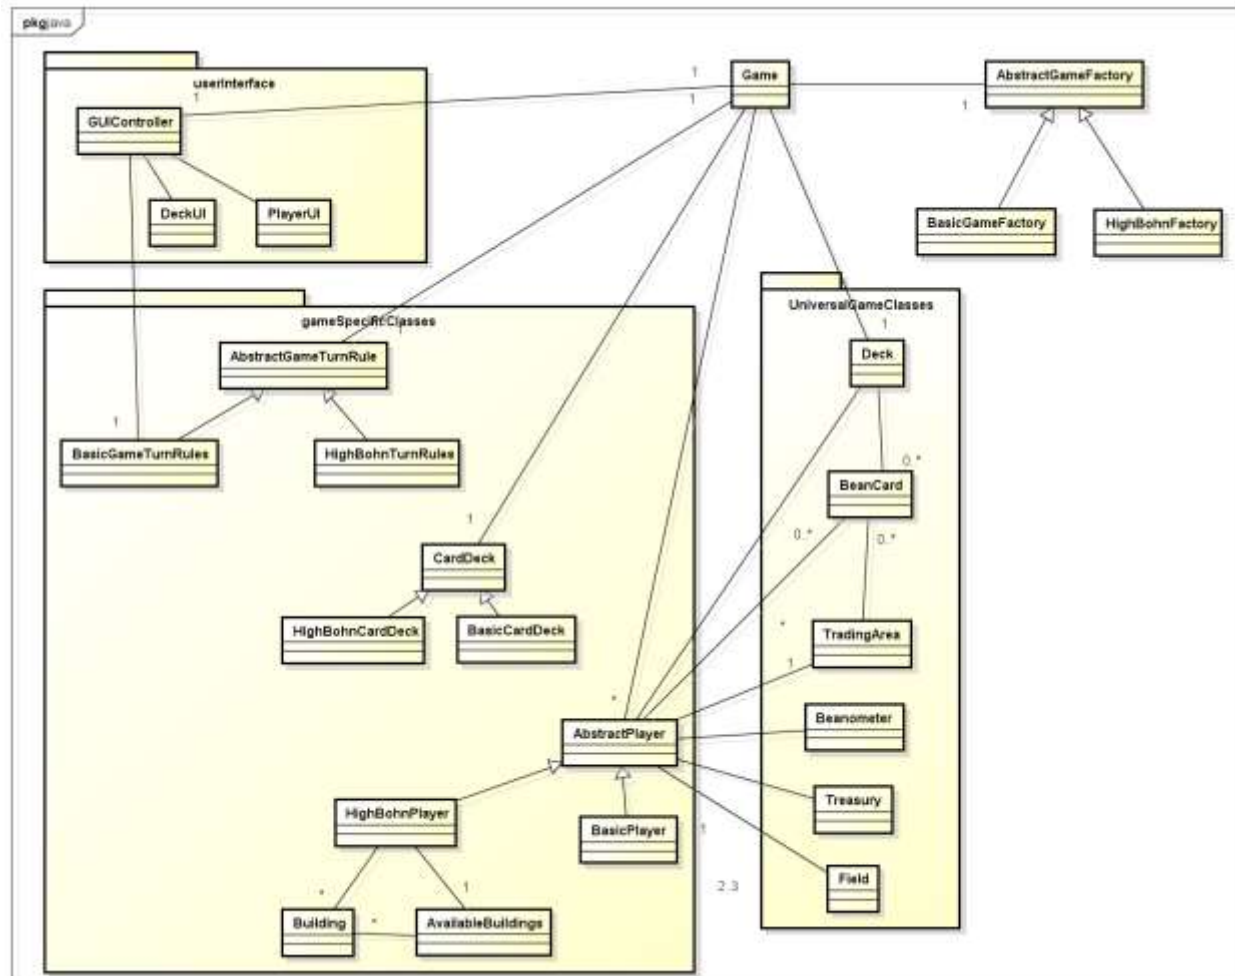 pkg java
userInterface
1
Game
AbstractGameFactory
1
1
1
GUIController
DeckUI
PlayerUI
BasicGameFactory
HighBohnFactory
UniversalGameClasses
gameSpecificClasses
1
AbstractGameTurnRule
Deck
1
BasicGameTurnRules
HighBohnTurnRules
0..*
BeanCard
1
0..*
0..*
CardDeck
HighBohnCardDeck
BasicCardDeck
*
TradingArea
1
*
AbstractPlayer
Beanometer
HighBohnPlayer
Treasury
BasicPlayer
1
*
1
2..3
Field
Building
*
AvailableBuildings